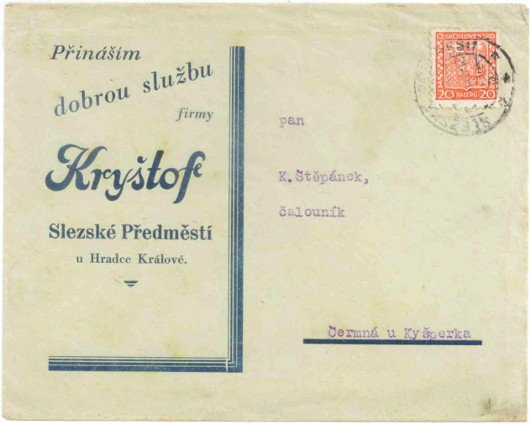 Přináším
dobrou službu
firmy
Kryštof
Slezské Předměstí
u Hradce Králové.
ČESKOSLOVENSKO
20 HALÉŘŮ 20
pan
K.Štěpánek,
čalouník
Čermná u Kyšperka